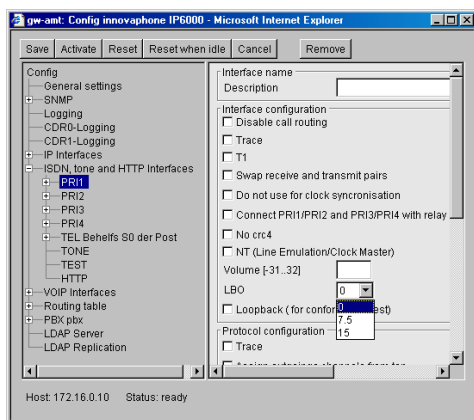 gw-amt: Config innovaphone IP6000 - Microsoft Internet Explorer
Save Activate Reset Reset when idle Cancel Remove
Config
General settings
SNMP
Logging
CDR0-Logging
CDR1-Logging
IP Interfaces
ISDN, tone and HTTP Interfaces
PRI1
PRI2
PRI3
PRI4
TEL Behelfs S0 der Post
TONE
TEST
HTTP
VOIP Interfaces
Routing table
PBX pbx
LDAP Server
LDAP Replication
Interface name
Description
Interface configuration
Disable call routing
Trace
T1
Swap receive and transmit pairs
Do not use for clock syncronisation
Connect PRI1/PRI2 and PRI3/PRI4 with relay
No crc4
NT (Line Emulation/Clock Master)
Volume [-31..32]
LBO 0
0
7.5
15
Loopback ( for confor est)
Protocol configuration
Trace
Host: 172.16.0.10 Status: ready